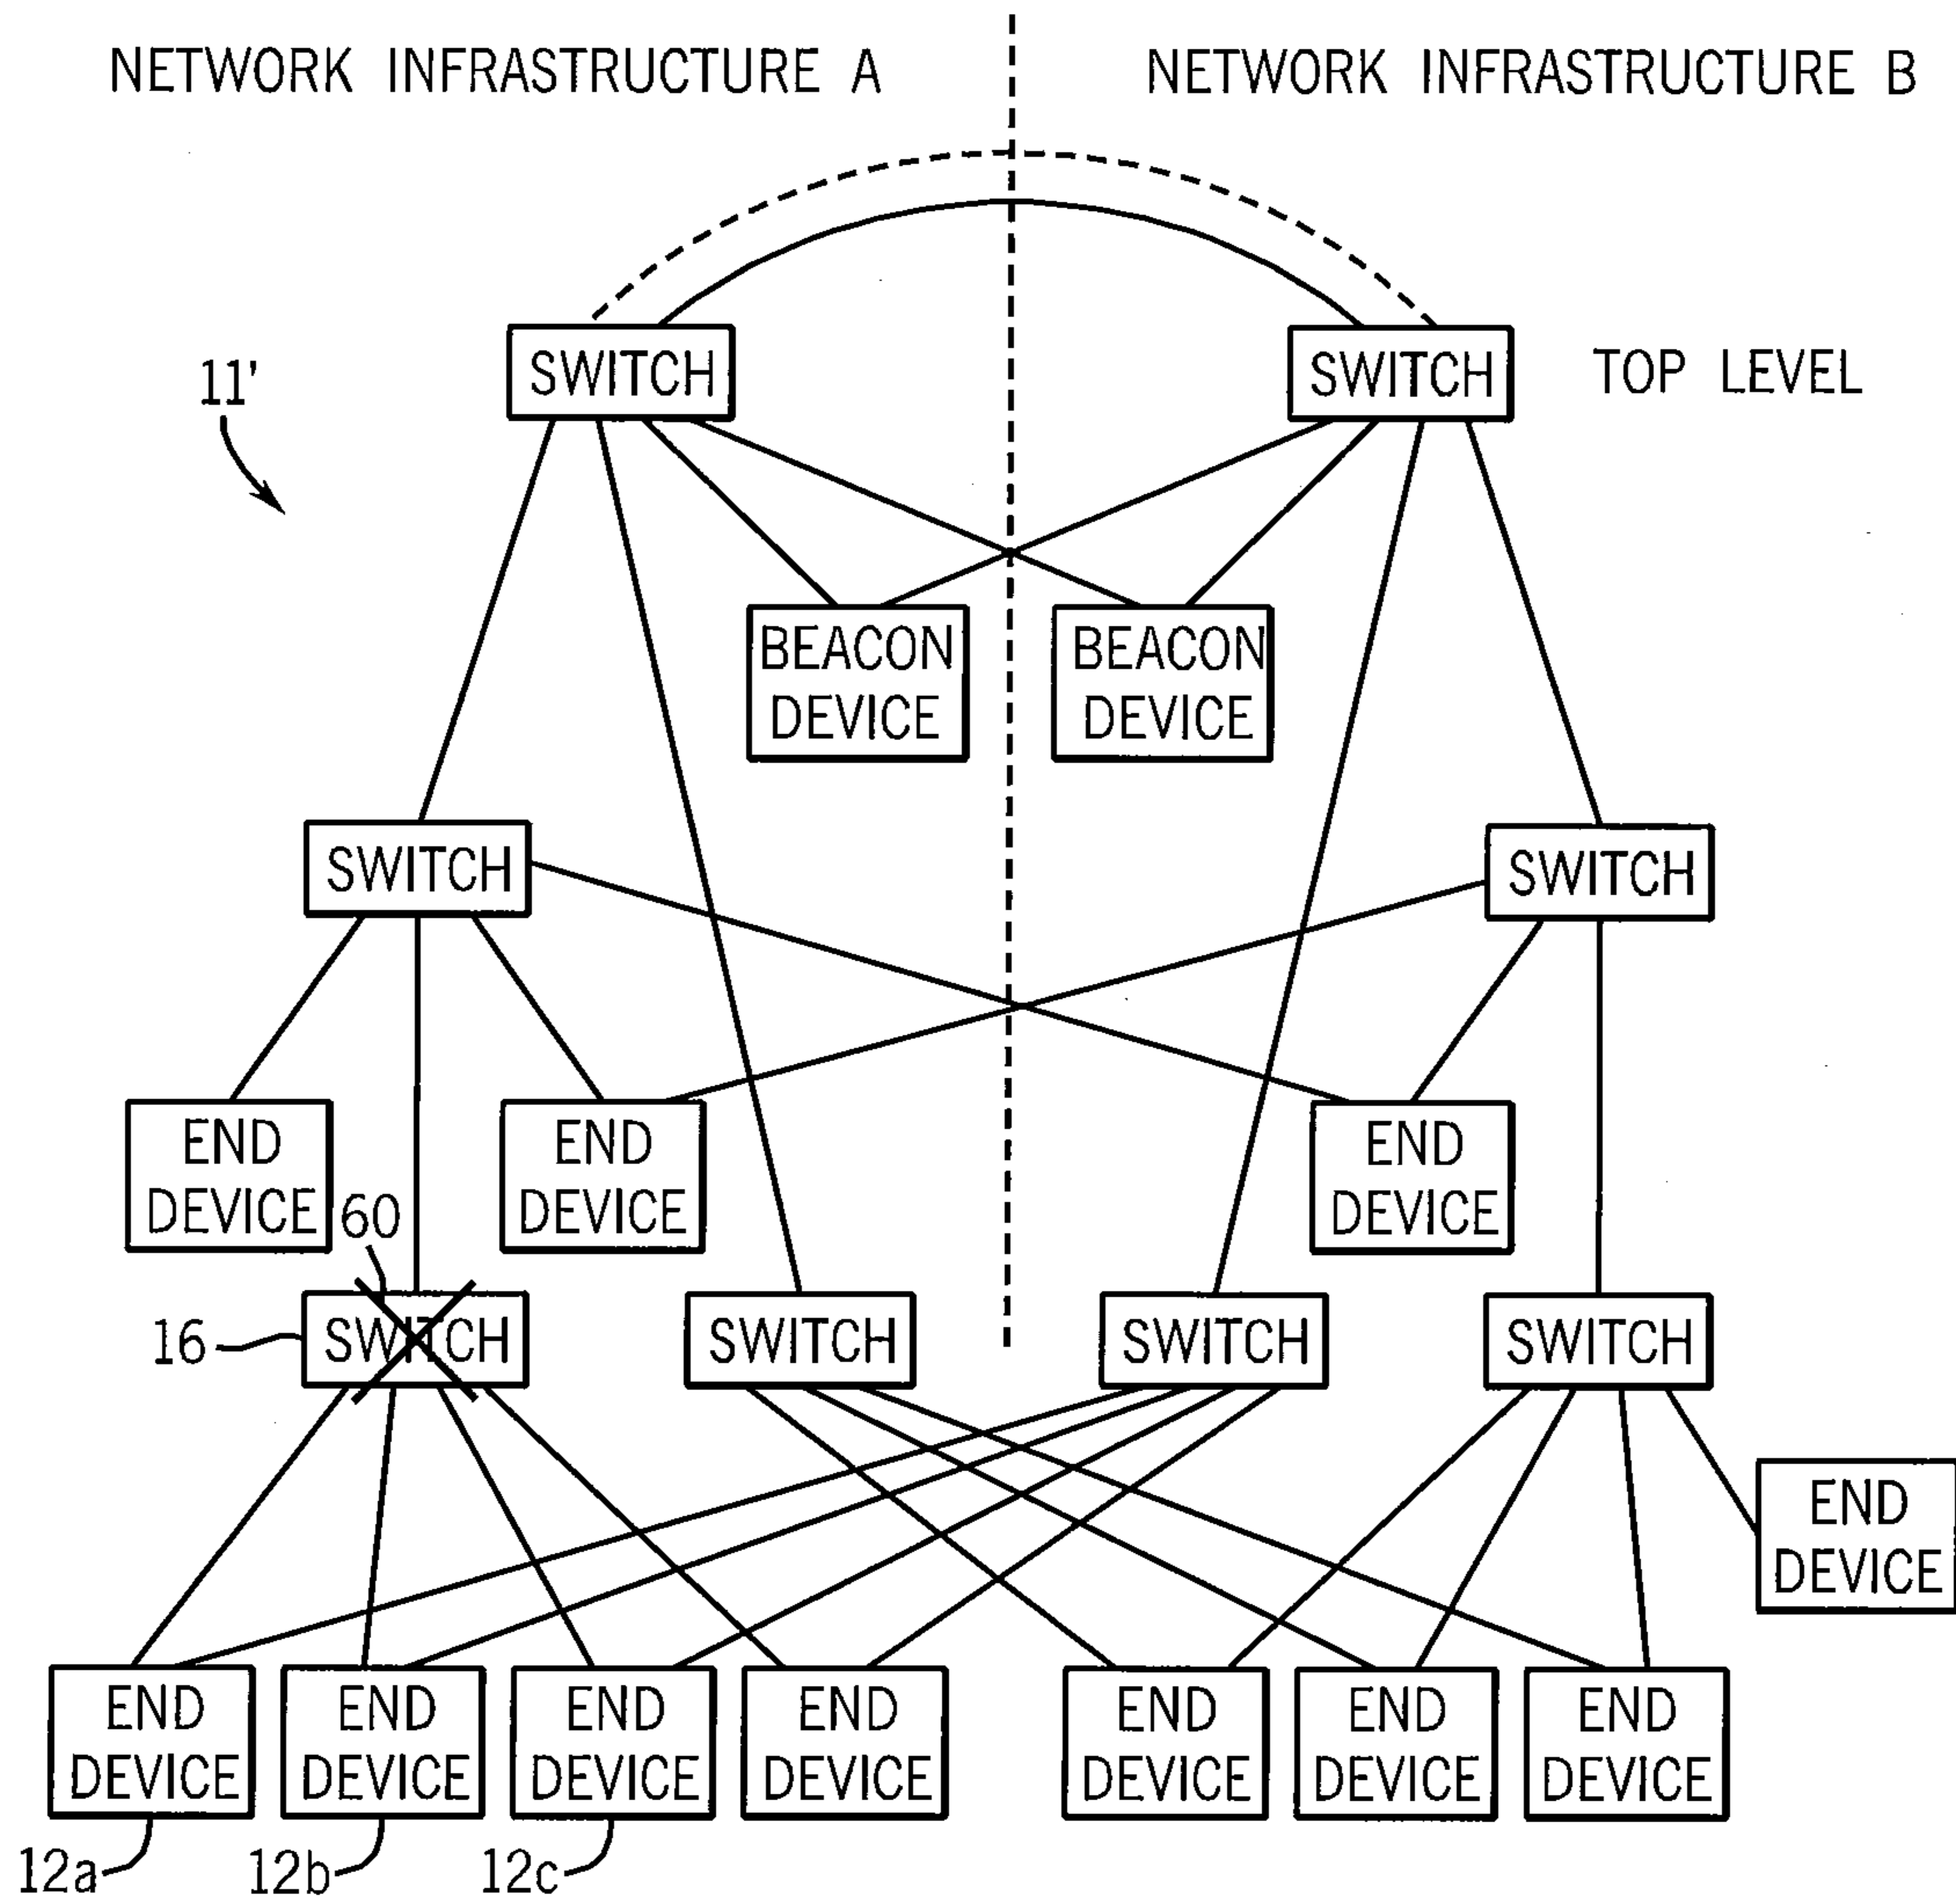 NETWORK INFRASTRUCTURE A
NETWORK INFRASTRUCTURE B
11'
SWITCH
SWITCH
TOP LEVEL
BEACON
DEVICE
BEACON
DEVICE
SWITCH
SWITCH
END
DEVICE
60
END
DEVICE
END
DEVICE
16
SWITCH
SWITCH
SWITCH
SWITCH
END
DEVICE
END
DEVICE
END
DEVICE
END
DEVICE
END
DEVICE
END
DEVICE
END
DEVICE
END
DEVICE
12a
12b
12c